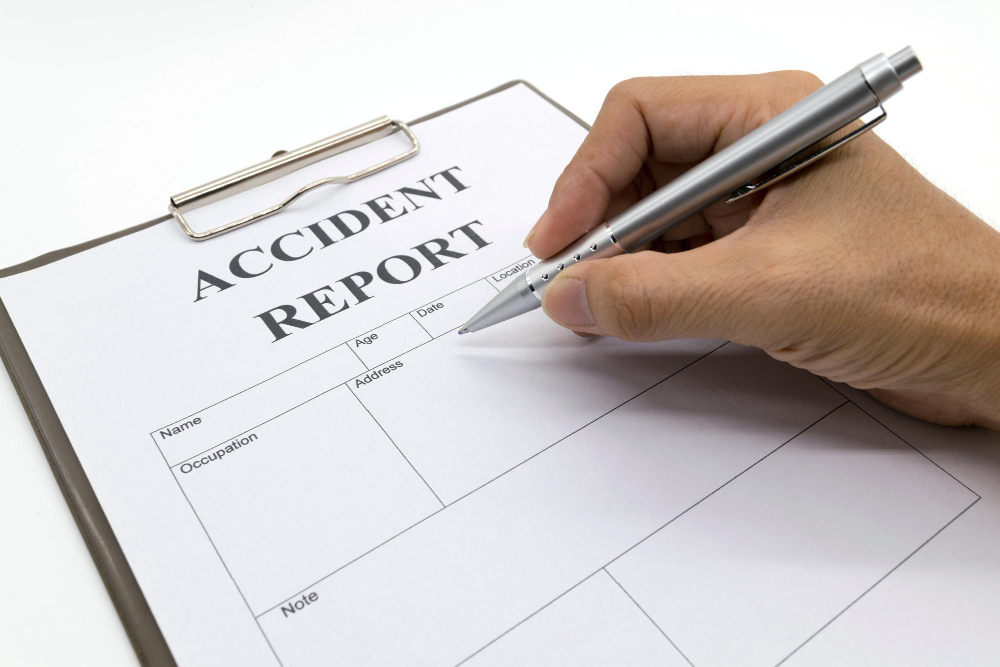 ACCIDENT
REPORT
Name
Age
Date
Location
Occupation
Address
Note